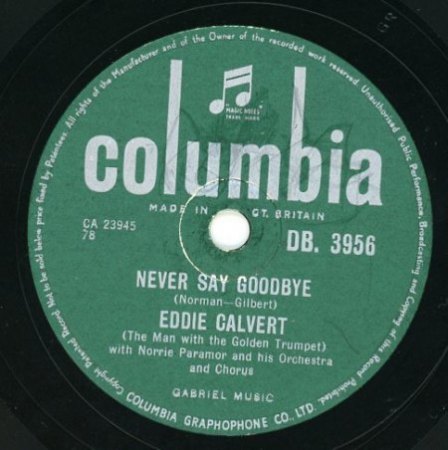 Patented Record Not to be sold below price fixed by Patentees. All rights of the Manufacturer and of the Owner of the recorded work reserved. Unauthorised Public Performance, Broadcasting and Copying of this Record Prohibited.
"MAGIC NOTES"
TRADE MARK
columbia
MADE IN GT. BRITAIN
CA 23945
78
DB. 3956
NEVER SAY GOODBYE
(Norman—Gilbert)
EDDIE CALVERT
(The Man with the Golden Trumpet)
with Norrie Paramor and his Orchestra
and Chorus
GABRIEL MUSIC
Copyright
COLUMBIA GRAPHOPHONE CO., LTD.